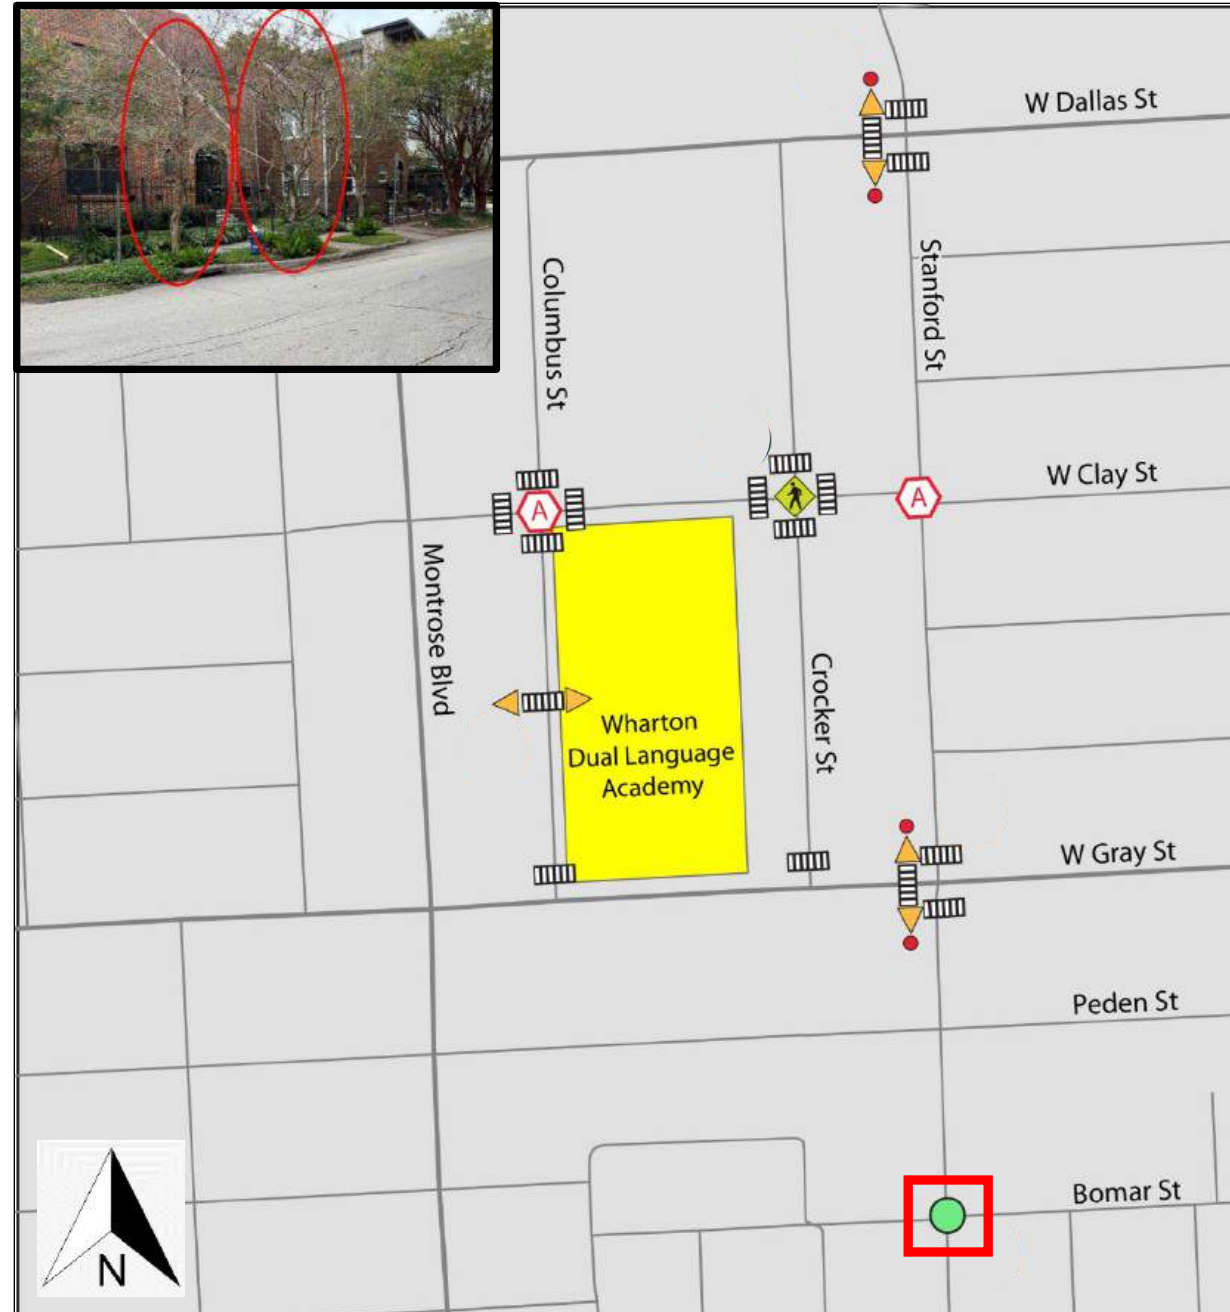 W Dallas St
Columbus St
Stanford St
W Clay St
A
A
Montrose Blvd
Crocker St
Wharton
Dual Language
Academy
W Gray St
Peden St
Bomar St
N